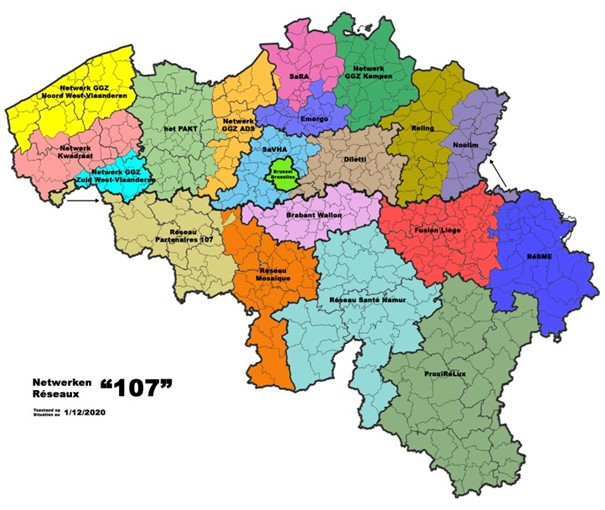 SaRA
Netwerk
GGZ Kempen
Netwerk GGZ
Noord West-Vlaanderen
het PAKT
Netwerk
GGZ ADS
Emergo
Reling
Noolim
Netwerk
Kwadraat
SaVHA
Diletti
Netwerk GGZ
Zuid West-Vlaanderen
Brussel
Bruxelles
Brabant Wallon
Réseau
Partenaires 107
Fusion Liège
RéSME
Réseau
Mosaïque
Réseau Santé Namur
ProxiRéLux
Netwerken
Réseaux
“107”
Toestand op
Situation au
1/12/2020